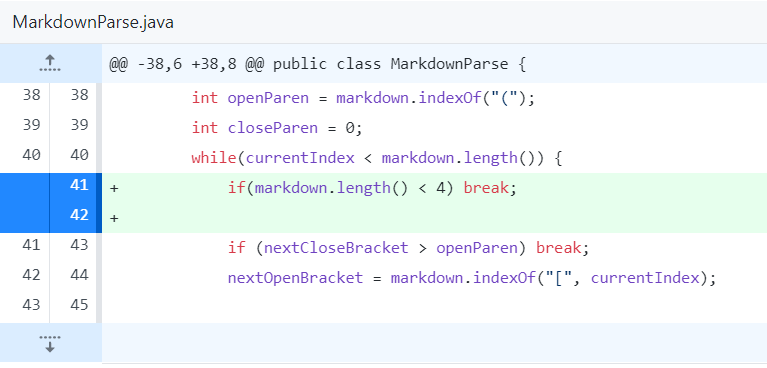 MarkdownParse.java
@@ -38,6 +38,8 @@ public class MarkdownParse {
38 38 int openParen = markdown.indexOf("(");
39 39 int closeParen = 0;
40 40 while(currentIndex < markdown.length()) {
41 + if(markdown.length() < 4) break;
42 +
41 43 if (nextCloseBracket > openParen) break;
42 44 nextOpenBracket = markdown.indexOf("[", currentIndex);
43 45